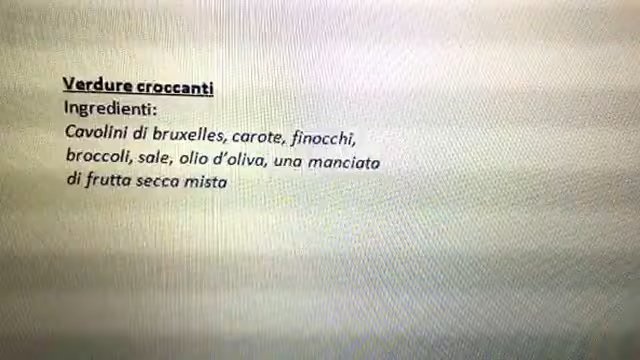 Verdure croccanti
Ingredienti:
Cavolini di bruxelles, carote, finocchi,
broccoli, sale, olio d'oliva, una manciata
di frutta secca mista